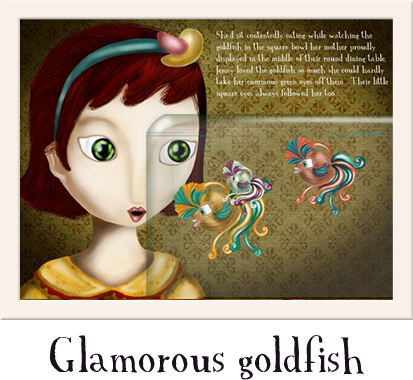 She'd sit contentedly eating while watching the
goldfish in the square bowl her mother proudly
displayed in the middle of their round dining table.
Jenny loved the goldfish so much she could hardly
take her enormous green eyes off them. Their little
square eyes always followed her too.
Glamorous goldfish